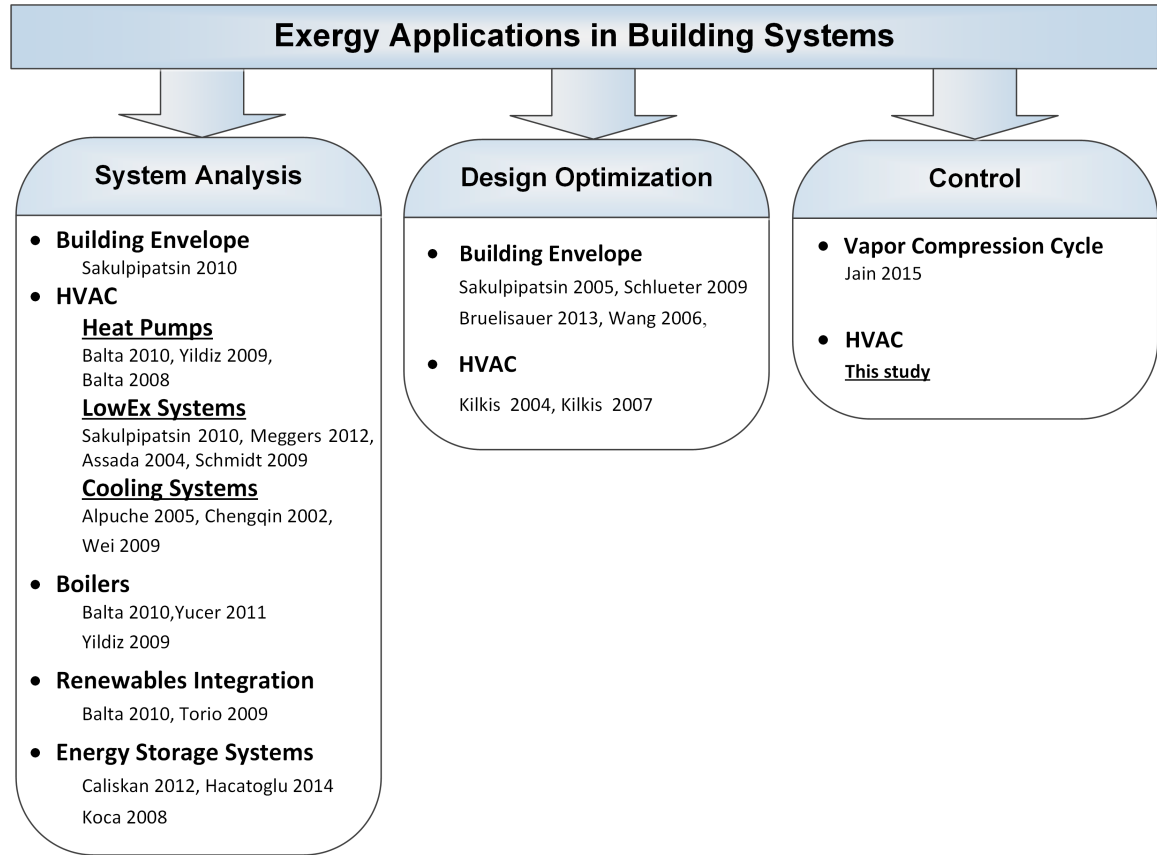 Exergy Applications in Building Systems
System Analysis
• Building Envelope
Sakulpipatsin 2010
• HVAC
Heat Pumps
Balta 2010, Yildiz 2009,
Balta 2008
LowEx Systems
Sakulpipatsin 2010, Meggers 2012,
Assada 2004, Schmidt 2009
Cooling Systems
Alpuche 2005, Chengqin 2002,
Wei 2009
• Boilers
Balta 2010,Yucer 2011
Yildiz 2009
• Renewables Integration
Balta 2010, Torio 2009
• Energy Storage Systems
Caliskan 2012, Hacatoglu 2014
Koca 2008
Design Optimization
• Building Envelope
Sakulpipatsin 2005, Schlueter 2009
Bruelisauer 2013, Wang 2006,
• HVAC
Kilkis 2004, Kilkis 2007
Control
• Vapor Compression Cycle
Jain 2015
• HVAC
This study